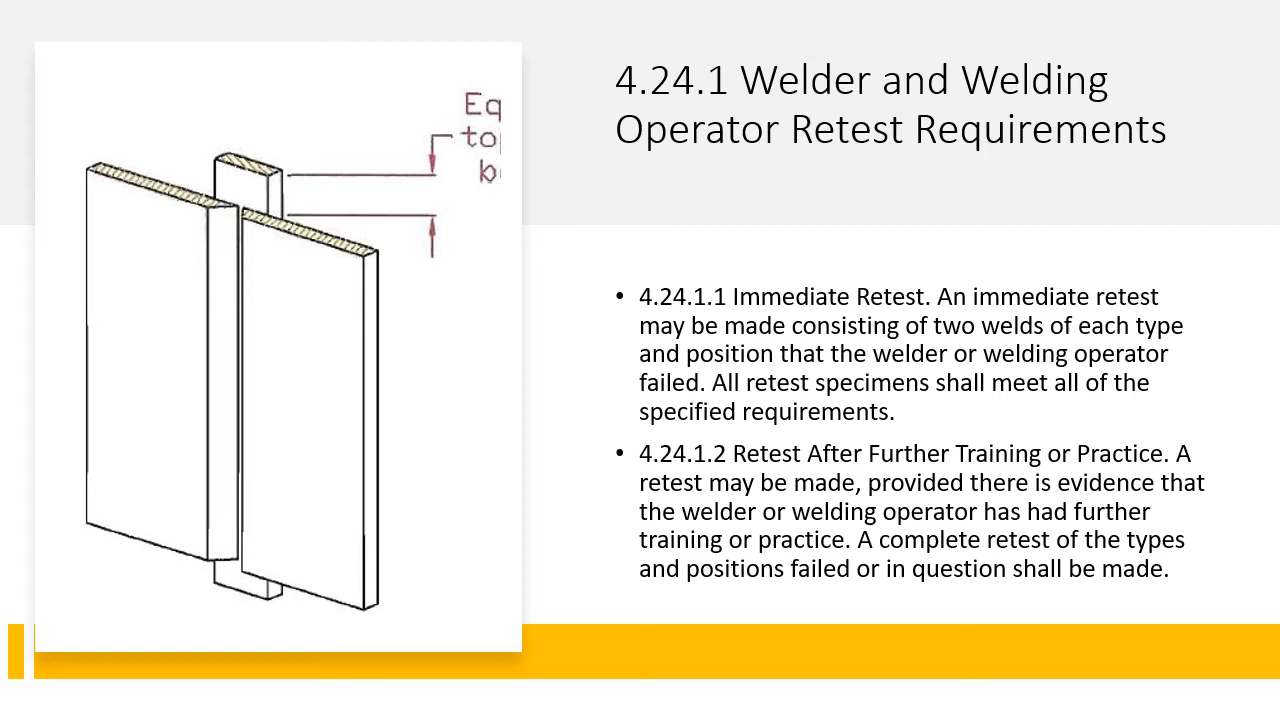 Eq
to
4.24.1 Welder and Welding
Operator Retest Requirements
• 4.24.1.1 Immediate Retest. An immediate retest
may be made consisting of two welds of each type
and position that the welder or welding operator
failed. All retest specimens shall meet all of the
specified requirements.
• 4.24.1.2 Retest After Further Training or Practice. A
retest may be made, provided there is evidence that
the welder or welding operator has had further
training or practice. A complete retest of the types
and positions failed or in question shall be made.